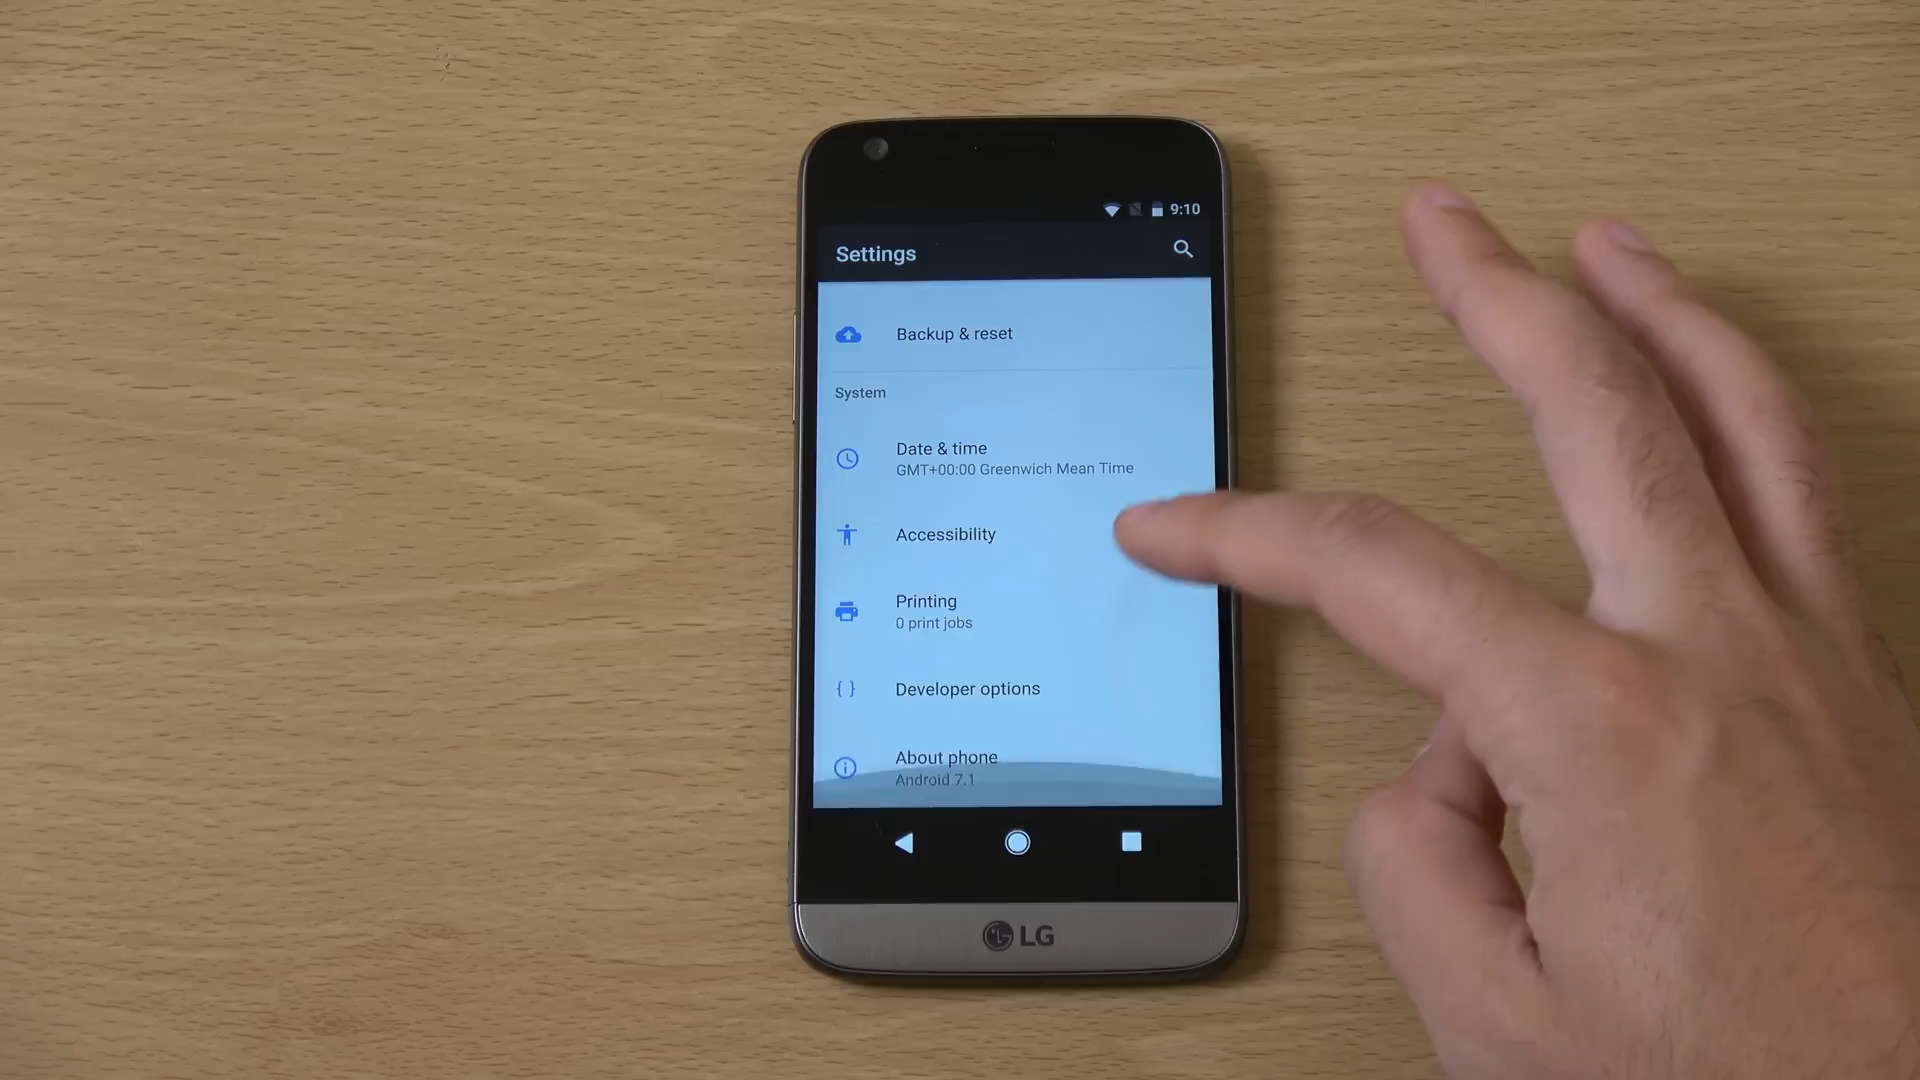 9:10
Settings
Backup & reset
System
Date & time
GMT+00:00 Greenwich Mean Time
Accessibility
Printing
0 print jobs
Developer options
About phone
Android 7.1
LG